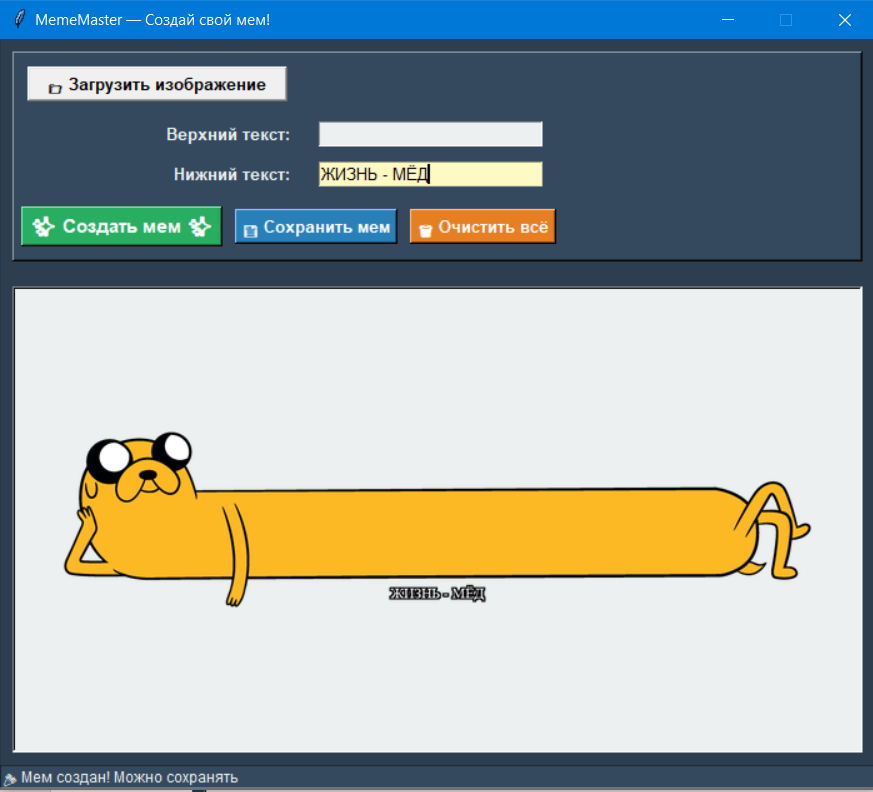 MemeMaster — Создай свой мем!
Загрузить изображение
Верхний текст:
Нижний текст: ЖИЗНЬ - МЁД
Создать мем Сохранить мем Очистить всё
ЖИЗНЬ - МЁД
Мем создан! Можно сохранять